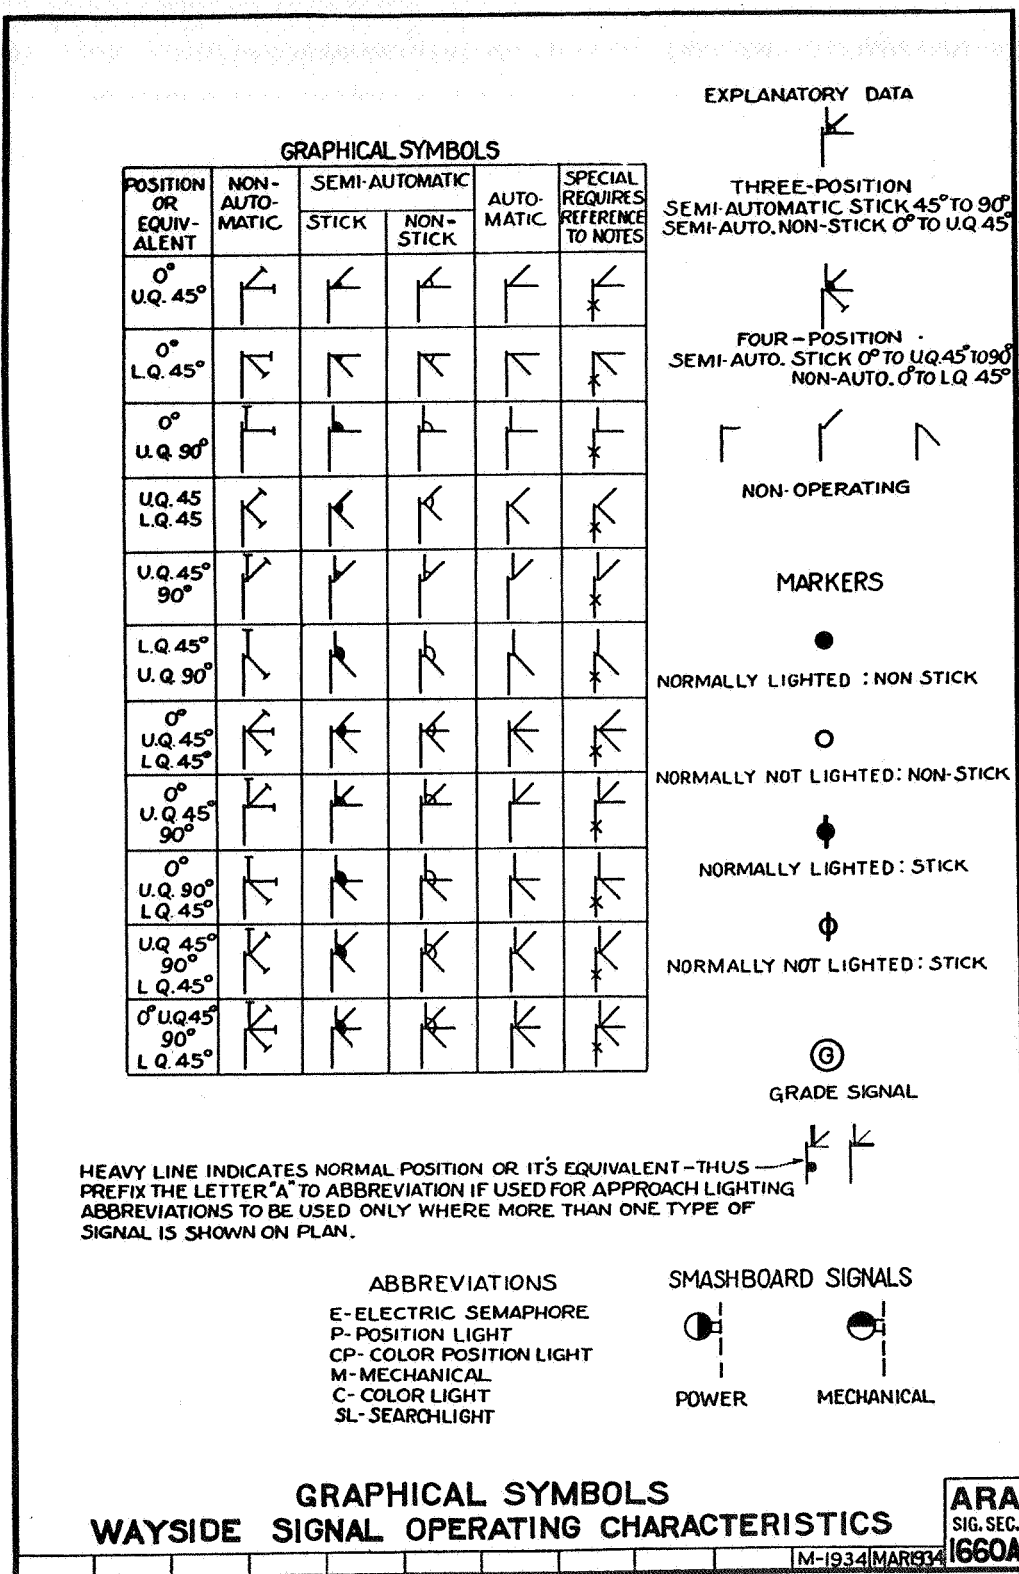 EXPLANATORY DATA
THREE-POSITION
SEMI-AUTOMATIC STICK 45° TO 90°
SEMI-AUTO. NON-STICK 0° TO U.Q. 45°
FOUR-POSITION
SEMI-AUTO. STICK 0° TO U.Q. 45° TO 90°
NON-AUTO. 0° TO L.Q. 45°
NON-OPERATING
GRAPHICAL SYMBOLS
POSITION OR EQUIV-ALENT
NON-AUTO-MATIC
SEMI-AUTOMATIC
STICK
NON-STICK
AUTO-MATIC
SPECIAL REQUIRES REFERENCE TO NOTES
0°
U.Q. 45°
0°
L.Q. 45°
0°
U.Q. 90°
U.Q. 45
L.Q. 45
U.Q. 45°
90°
L.Q. 45°
U.Q. 90°
0°
U.Q. 45°
L Q. 45°
0°
U.Q. 45°
90°
0°
U.Q. 90°
L Q. 45°
U.Q. 45°
90°
L Q. 45°
0° U.Q. 45°
90°
L Q. 45°
MARKERS
NORMALLY LIGHTED : NON STICK
NORMALLY NOT LIGHTED: NON-STICK
NORMALLY LIGHTED: STICK
NORMALLY NOT LIGHTED: STICK
G
GRADE SIGNAL
HEAVY LINE INDICATES NORMAL POSITION OR IT'S EQUIVALENT-THUS
PREFIX THE LETTER "A" TO ABBREVIATION IF USED FOR APPROACH LIGHTING
ABBREVIATIONS TO BE USED ONLY WHERE MORE THAN ONE TYPE OF
SIGNAL IS SHOWN ON PLAN.
ABBREVIATIONS
E-ELECTRIC SEMAPHORE
P-POSITION LIGHT
CP-COLOR POSITION LIGHT
M-MECHANICAL
C-COLOR LIGHT
SL-SEARCHLIGHT
SMASHBOARD SIGNALS
POWER
MECHANICAL
GRAPHICAL SYMBOLS
WAYSIDE SIGNAL OPERATING CHARACTERISTICS
M-1934
MAR 1934
ARA
SIG. SEC.
1660A